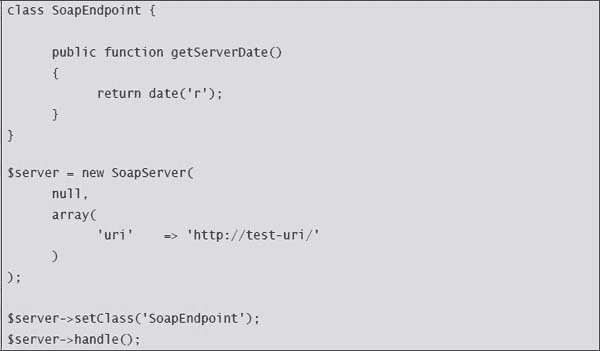 class SoapEndpoint {
public function getServerDate()
{
return date('r');
}
}
$server = new SoapServer(
null,
array(
'uri'    => 'http://test-uri/'
)
);
$server->setClass('SoapEndpoint');
$server->handle();